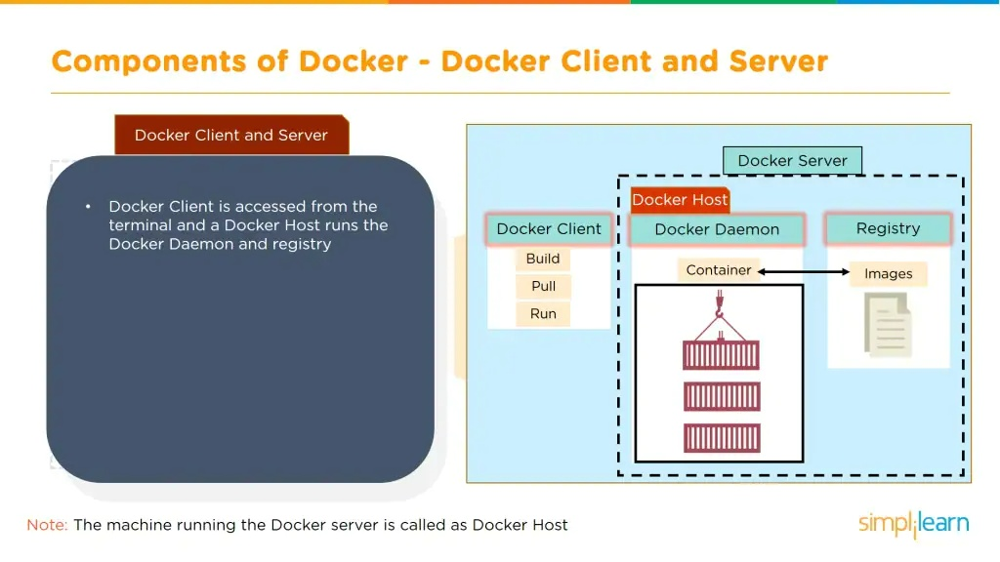 Components of Docker - Docker Client and Server
Docker Client and Server
• Docker Client is accessed from the
terminal and a Docker Host runs the
Docker Daemon and registry
Docker Server
Docker Host
Docker Client
Docker Daemon
Registry
Build
Pull
Run
Container
Images
Note: The machine running the Docker server is called as Docker Host
simplilearn